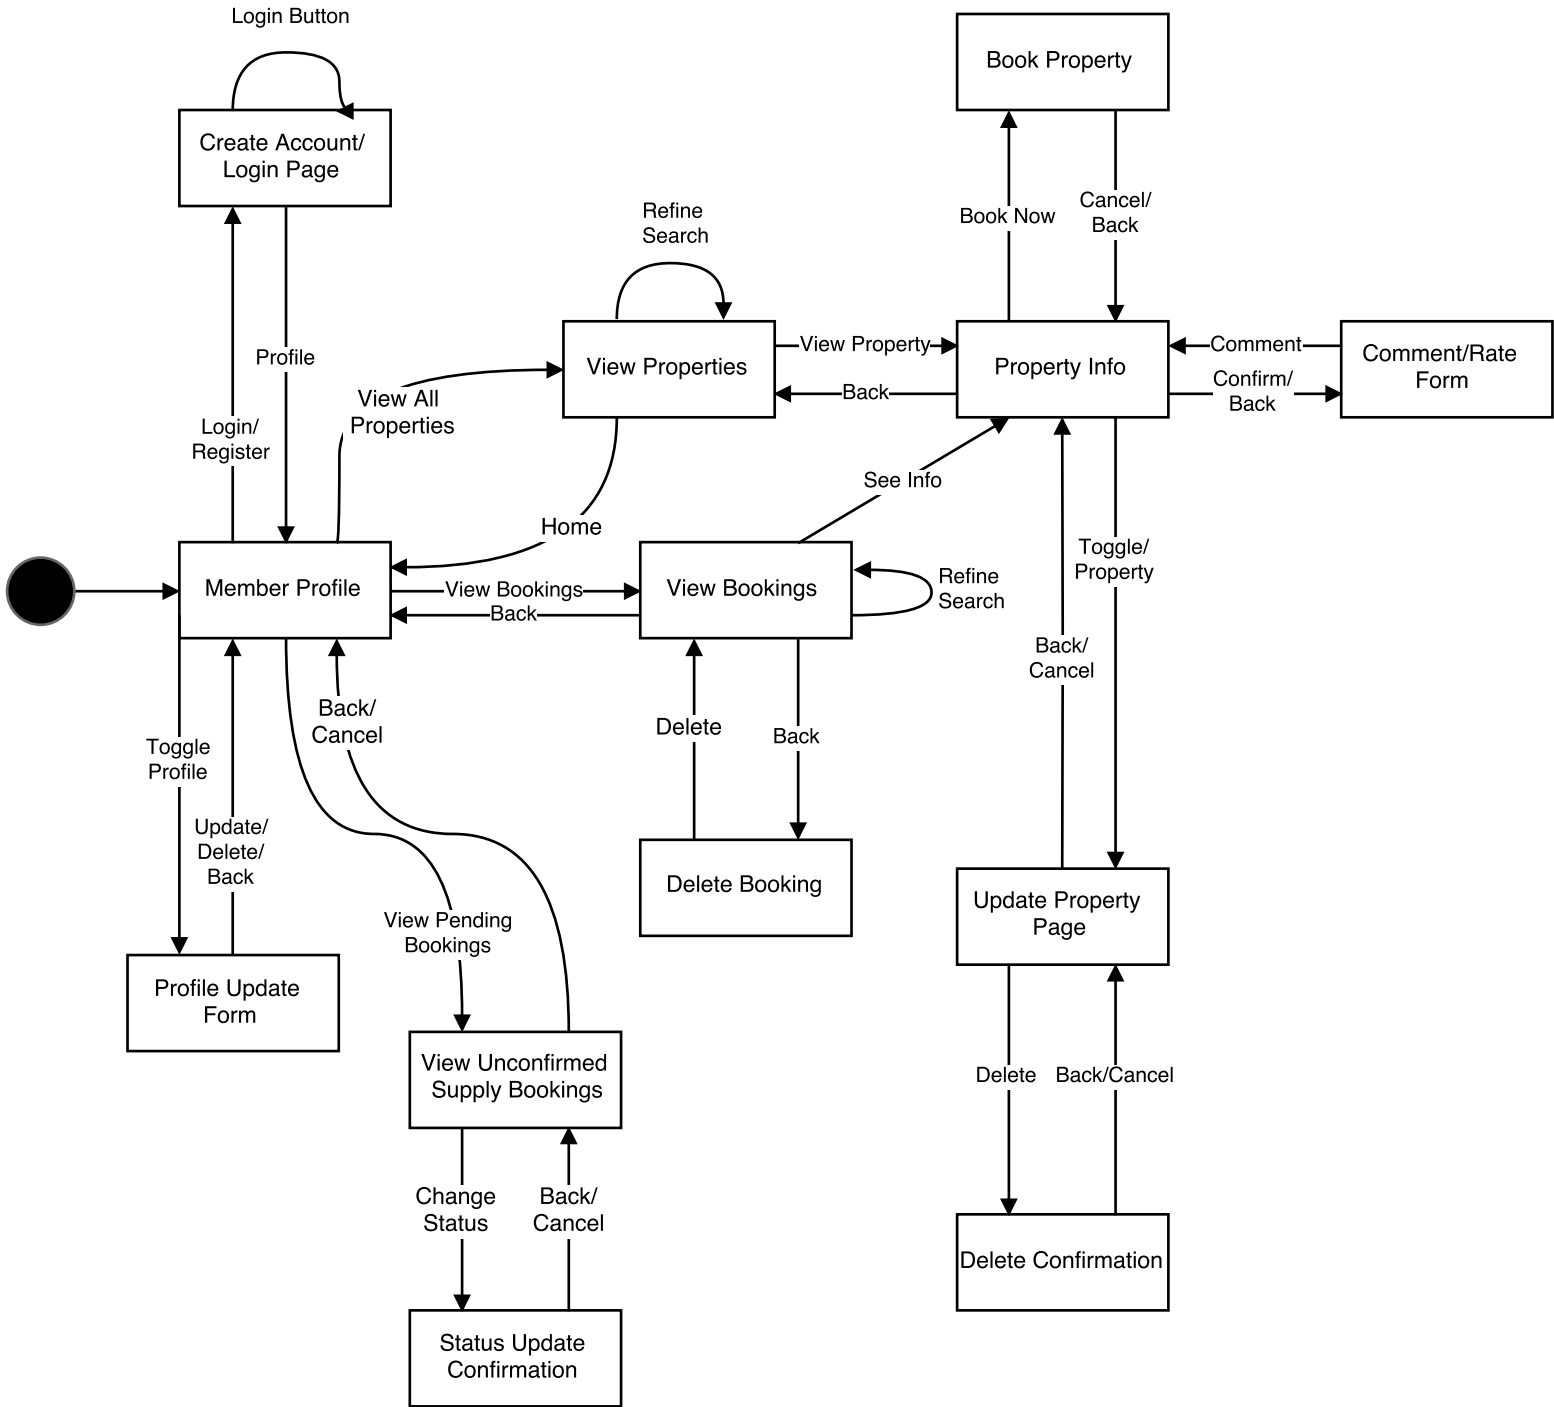 Login Button
Book Property
Create Account/
Login Page
Refine
Search
Book Now
Cancel/
Back
Profile
View Properties
View Property
Back
Property Info
Comment
Confirm/
Back
Comment/Rate
Form
View All
Properties
Login/
Register
See Info
Home
Member Profile
View Bookings
Back
View Bookings
Refine
Search
Toggle/
Property
Back/
Cancel
Toggle
Profile
Back/
Cancel
Delete
Back
Update/
Delete/
Back
Delete Booking
View Pending
Bookings
Update Property
Page
Profile Update
Form
View Unconfirmed
Supply Bookings
Delete
Back/Cancel
Change
Status
Back/
Cancel
Delete Confirmation
Status Update
Confirmation